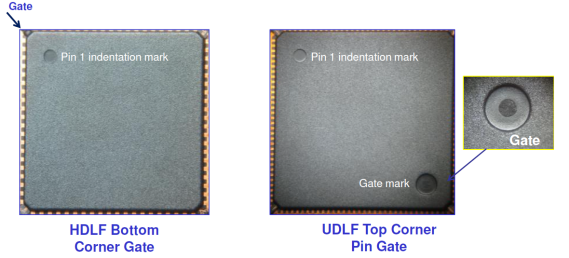 Gate
Pin 1 indentation mark
Pin 1 indentation mark
Gate
Gate mark
HDLF Bottom
Corner Gate
UDLF Top Corner
Pin Gate